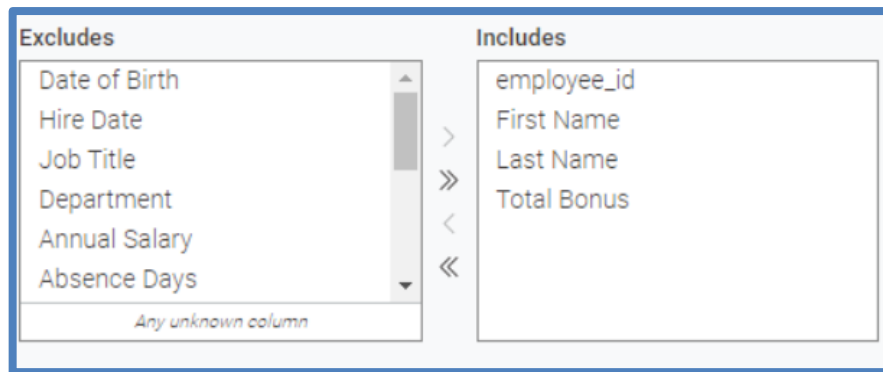 Excludes
Date of Birth
Hire Date
Job Title
Department
Annual Salary
Absence Days
Any unknown column
Includes
employee_id
First Name
Last Name
Total Bonus